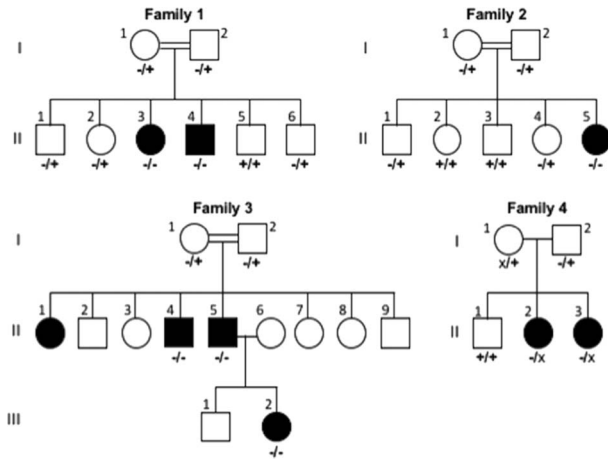 Family 1
Family 2
I
1 2
-/+ -/+
I
1 2
-/+ -/+
II
1 2 3 4 5 6
-/+ -/+ -/- -/- +/+ -/+
II
1 2 3 4 5
-/+ +/+ +/+ -/+ -/-
Family 3
Family 4
I
1 2
-/+ -/+
I
1 2
x/+ -/+
II
1 2 3 4 5 6 7 8 9
-/- -/-
II
1 2 3
+/+ -/x -/x
III
1 2
-/-